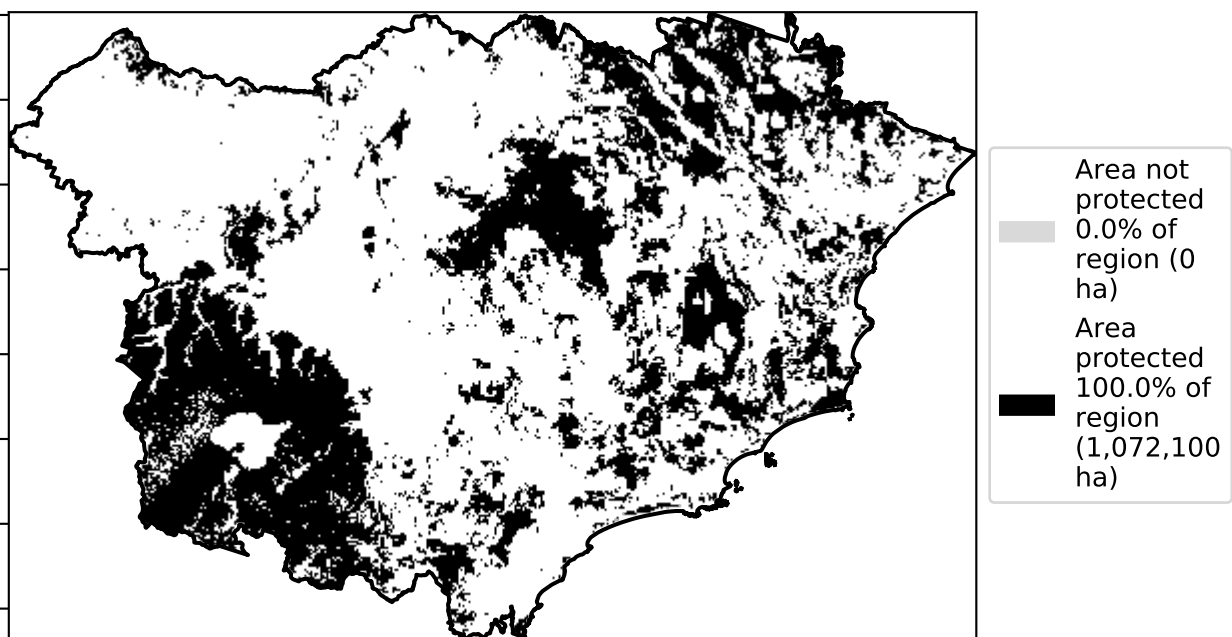 Area not
protected
0.0% of
region (0
ha)
Area
protected
100.0% of
region
(1,072,100
ha)